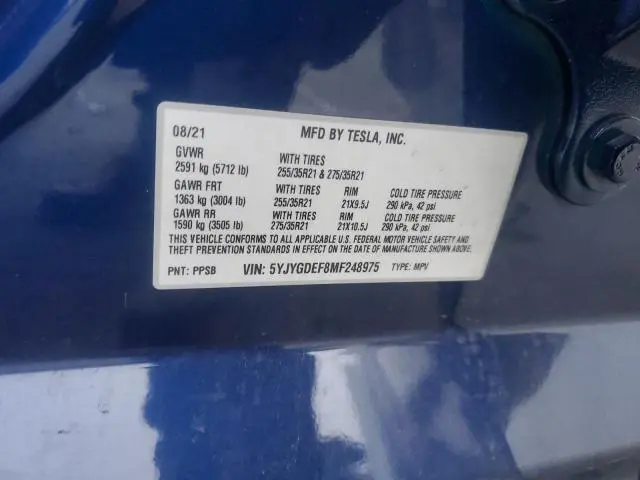 08/21 MFD BY TESLA, INC.
GVWR WITH TIRES
2591 kg (5712 lb) 255/35R21 & 275/35R21
GAWR FRT WITH TIRES RIM COLD TIRE PRESSURE
1363 kg (3004 lb) 255/35R21 21X9.5J 290 kPa, 42 psi
GAWR RR WITH TIRES RIM COLD TIRE PRESSURE
1590 kg (3505 lb) 275/35R21 21X10.5J 290 kPa, 42 psi
THIS VEHICLE CONFORMS TO ALL APPLICABLE U.S. FEDERAL MOTOR VEHICLE SAFETY
AND THEFT PREVENTION STANDARDS IN EFFECT ON THE DATE OF MANUFACTURE SHOWN ABOVE.
PNT: PPSB VIN: 5YJYGDEF8MF248975 TYPE: MPV